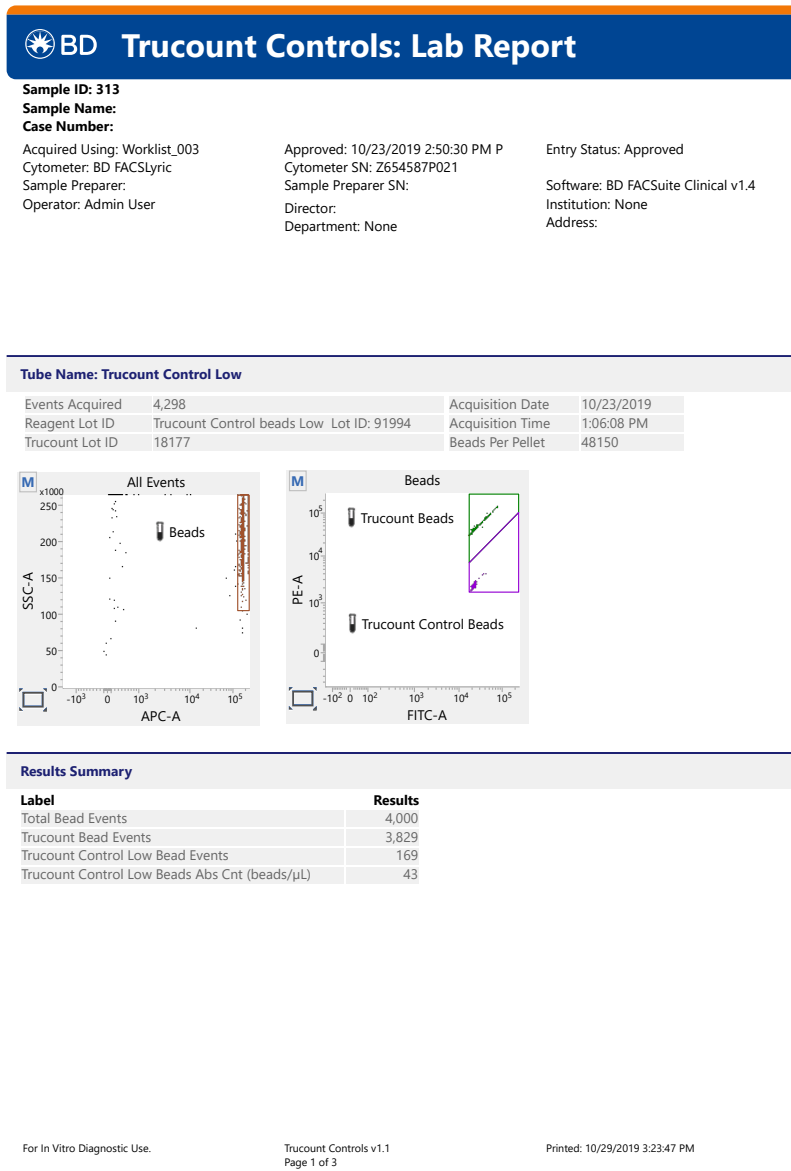 BD Trucount Controls: Lab Report
Sample ID: 313
Sample Name:
Case Number:
Acquired Using: Worklist_003 Approved: 10/23/2019 2:50:30 PM P Entry Status: Approved
Cytometer: BD FACSLyric Cytometer SN: Z654587P021
Sample Preparer: Sample Preparer SN: Software: BD FACSuite Clinical v1.4
Operator: Admin User Director: Institution: None
Department: None Address:
Tube Name: Trucount Control Low
Events Acquired 4,298 Acquisition Date 10/23/2019
Reagent Lot ID Trucount Control beads Low Lot ID: 91994 Acquisition Time 1:06:08 PM
Trucount Lot ID 18177 Beads Per Pellet 48150
M All Events
x1000
250
200
150
100
50
0
SSC-A
Beads
-10³ 0 10³ 10⁴ 10⁵
APC-A
M Beads
10⁵
10⁴
10³
0
PE-A
Trucount Beads
Trucount Control Beads
-10² 0 10² 10³ 10⁴ 10⁵
FITC-A
Results Summary
Label Results
Total Bead Events 4,000
Trucount Bead Events 3,829
Trucount Control Low Bead Events 169
Trucount Control Low Beads Abs Cnt (beads/µL) 43
For In Vitro Diagnostic Use. Trucount Controls v1.1 Printed: 10/29/2019 3:23:47 PM
Page 1 of 3